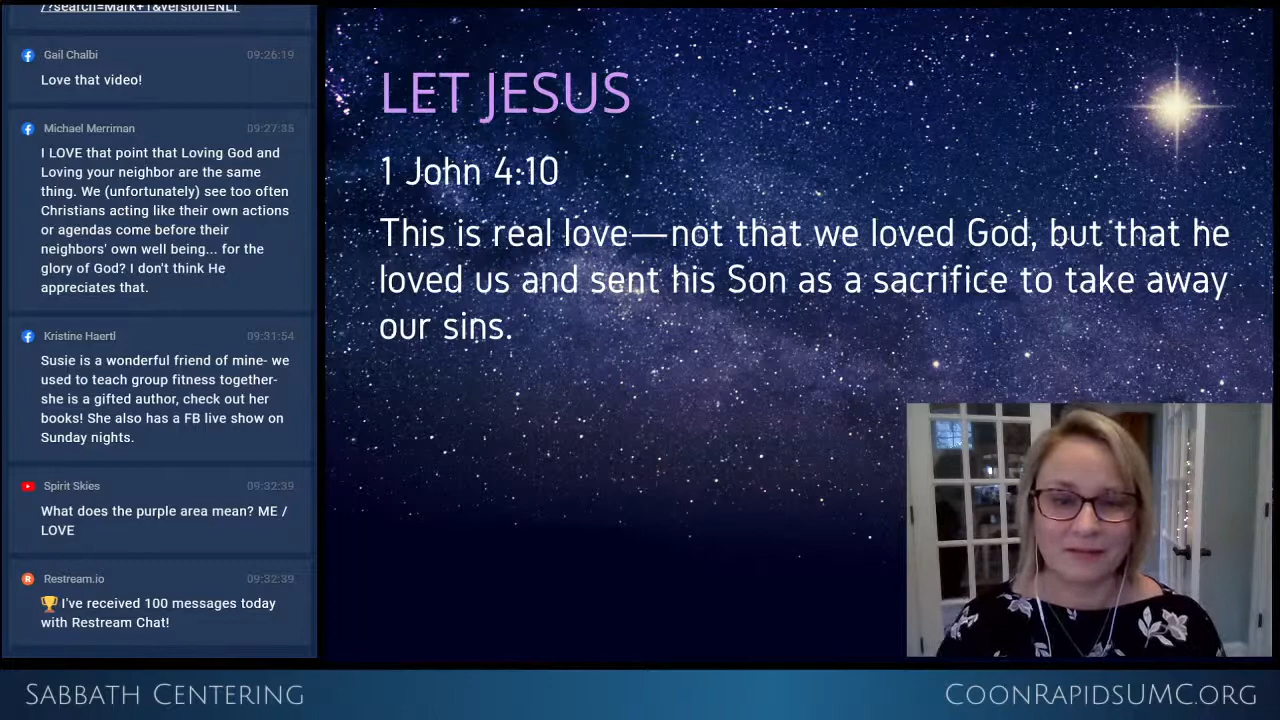 /?search=Mark+1&version=NLT
Gail Chalbi 09:26:19
Love that video!
Michael Merriman 09:27:35
I LOVE that point that Loving God and
Loving your neighbor are the same
thing. We (unfortunately) see too often
Christians acting like their own actions
or agendas come before their
neighbors' own well being... for the
glory of God? I don't think He
appreciates that.
Kristine Haertl 09:31:54
Susie is a wonderful friend of mine- we
used to teach group fitness together-
she is a gifted author, check out her
books! She also has a FB live show on
Sunday nights.
Spirit Skies 09:32:39
What does the purple area mean? ME /
LOVE
Restream.io 09:32:39
🏆 I've received 100 messages today
with Restream Chat!
LET JESUS
1 John 4:10
This is real love—not that we loved God, but that he
loved us and sent his Son as a sacrifice to take away
our sins.
Sabbath Centering
CoonRapidsUMC.org